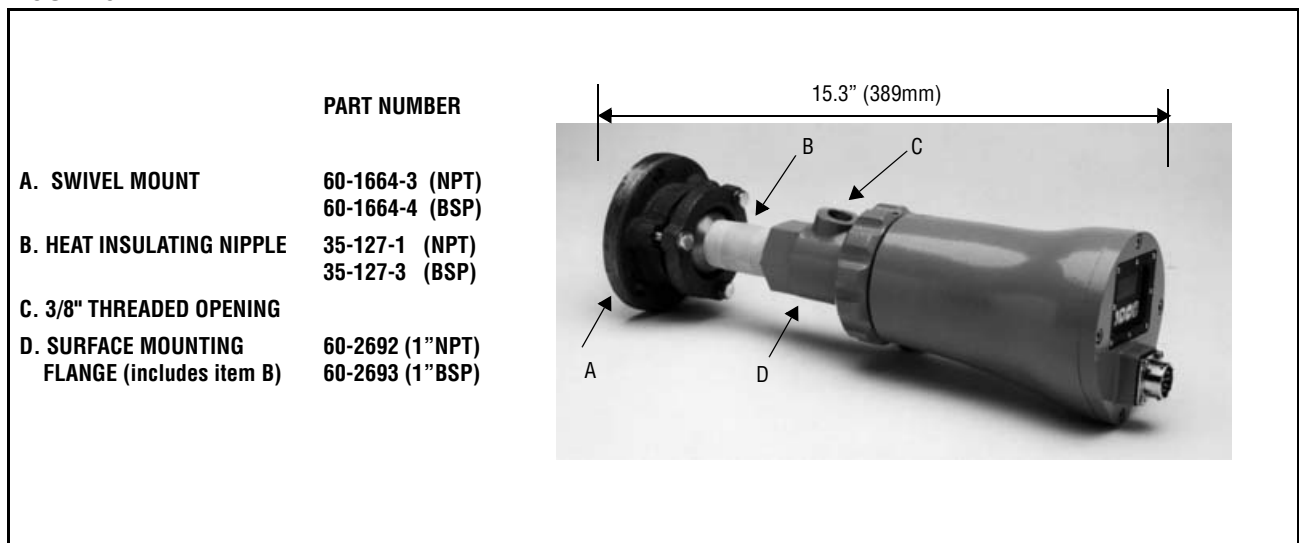 PART NUMBER
A. SWIVEL MOUNT 60-1664-3 (NPT)
60-1664-4 (BSP)
B. HEAT INSULATING NIPPLE 35-127-1 (NPT)
35-127-3 (BSP)
C. 3/8" THREADED OPENING
D. SURFACE MOUNTING 60-2692 (1”NPT)
FLANGE (includes item B) 60-2693 (1”BSP)
15.3” (389mm)
B
C
A
D